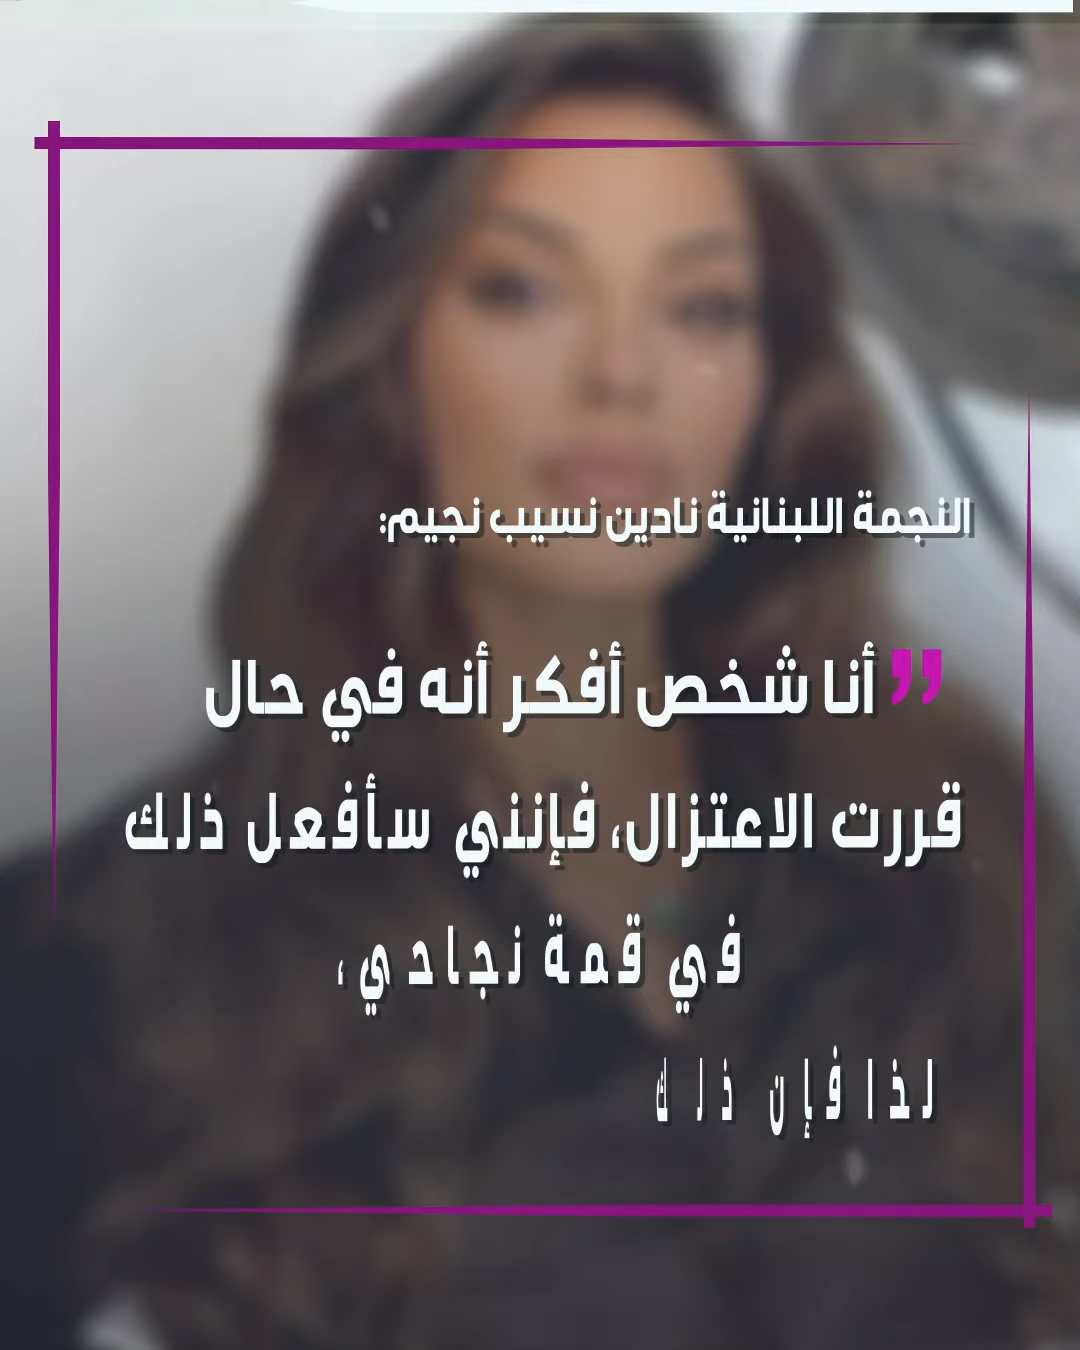 النجمة اللبنانية نادين نسيب نجيم:
" أنا شخص أفكر أنه في حال
قررت الاعتزال، فإنني سأفعل ذلك
في قمة نجاحي،
لذا فإن ذلك